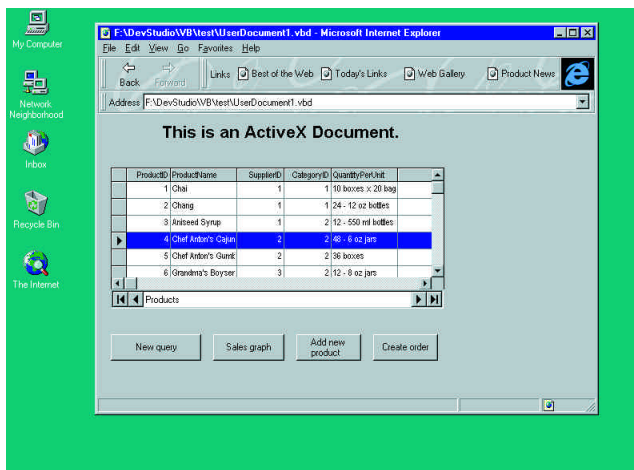 My Computer
Network
Neighborhood
Inbox
Recycle Bin
The Internet
F:\DevStudio\VB\test\UserDocument1.vbd - Microsoft Internet Explorer
File Edit View Go Favorites Help
Back Forward Links Best of the Web Today's Links Web Gallery Product News
Address F:\DevStudio\VB\test\UserDocument1.vbd
This is an ActiveX Document.
ProductID ProductName SupplierID CategoryID QuantityPerUnit
1 Chai 1 1 10 boxes x 20 bag
2 Chang 1 1 24 - 12 oz bottles
3 Aniseed Syrup 1 2 12 - 550 ml bottles
4 Chef Anton's Cajun 2 2 48 - 6 oz jars
5 Chef Anton's Gumb 2 2 36 boxes
6 Grandma's Boysen 3 2 12 - 8 oz jars
Products
New query Sales graph Add new product Create order